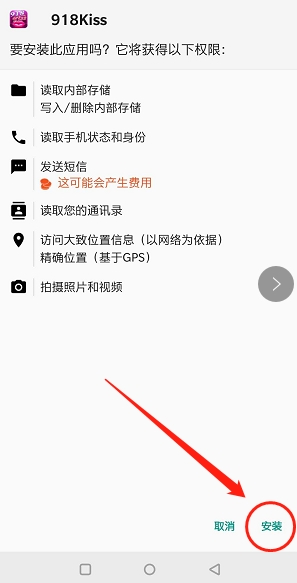 918Kiss
要安装此应用吗？它将获得以下权限：
读取内部存储
写入/删除内部存储
读取手机状态和身份
发送短信
这可能会产生费用
读取您的通讯录
访问大致位置信息（以网络为依据）
精确位置（基于GPS）
拍摄照片和视频
取消 安装